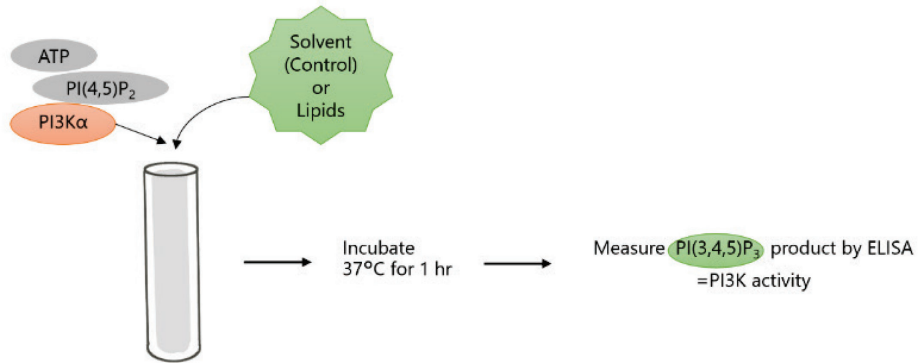 ATP
PI(4,5)P₂
PI3Kα
Solvent
(Control)
or
Lipids
Incubate
37°C for 1 hr
Measure PI(3,4,5)P₃ product by ELISA
=PI3K activity